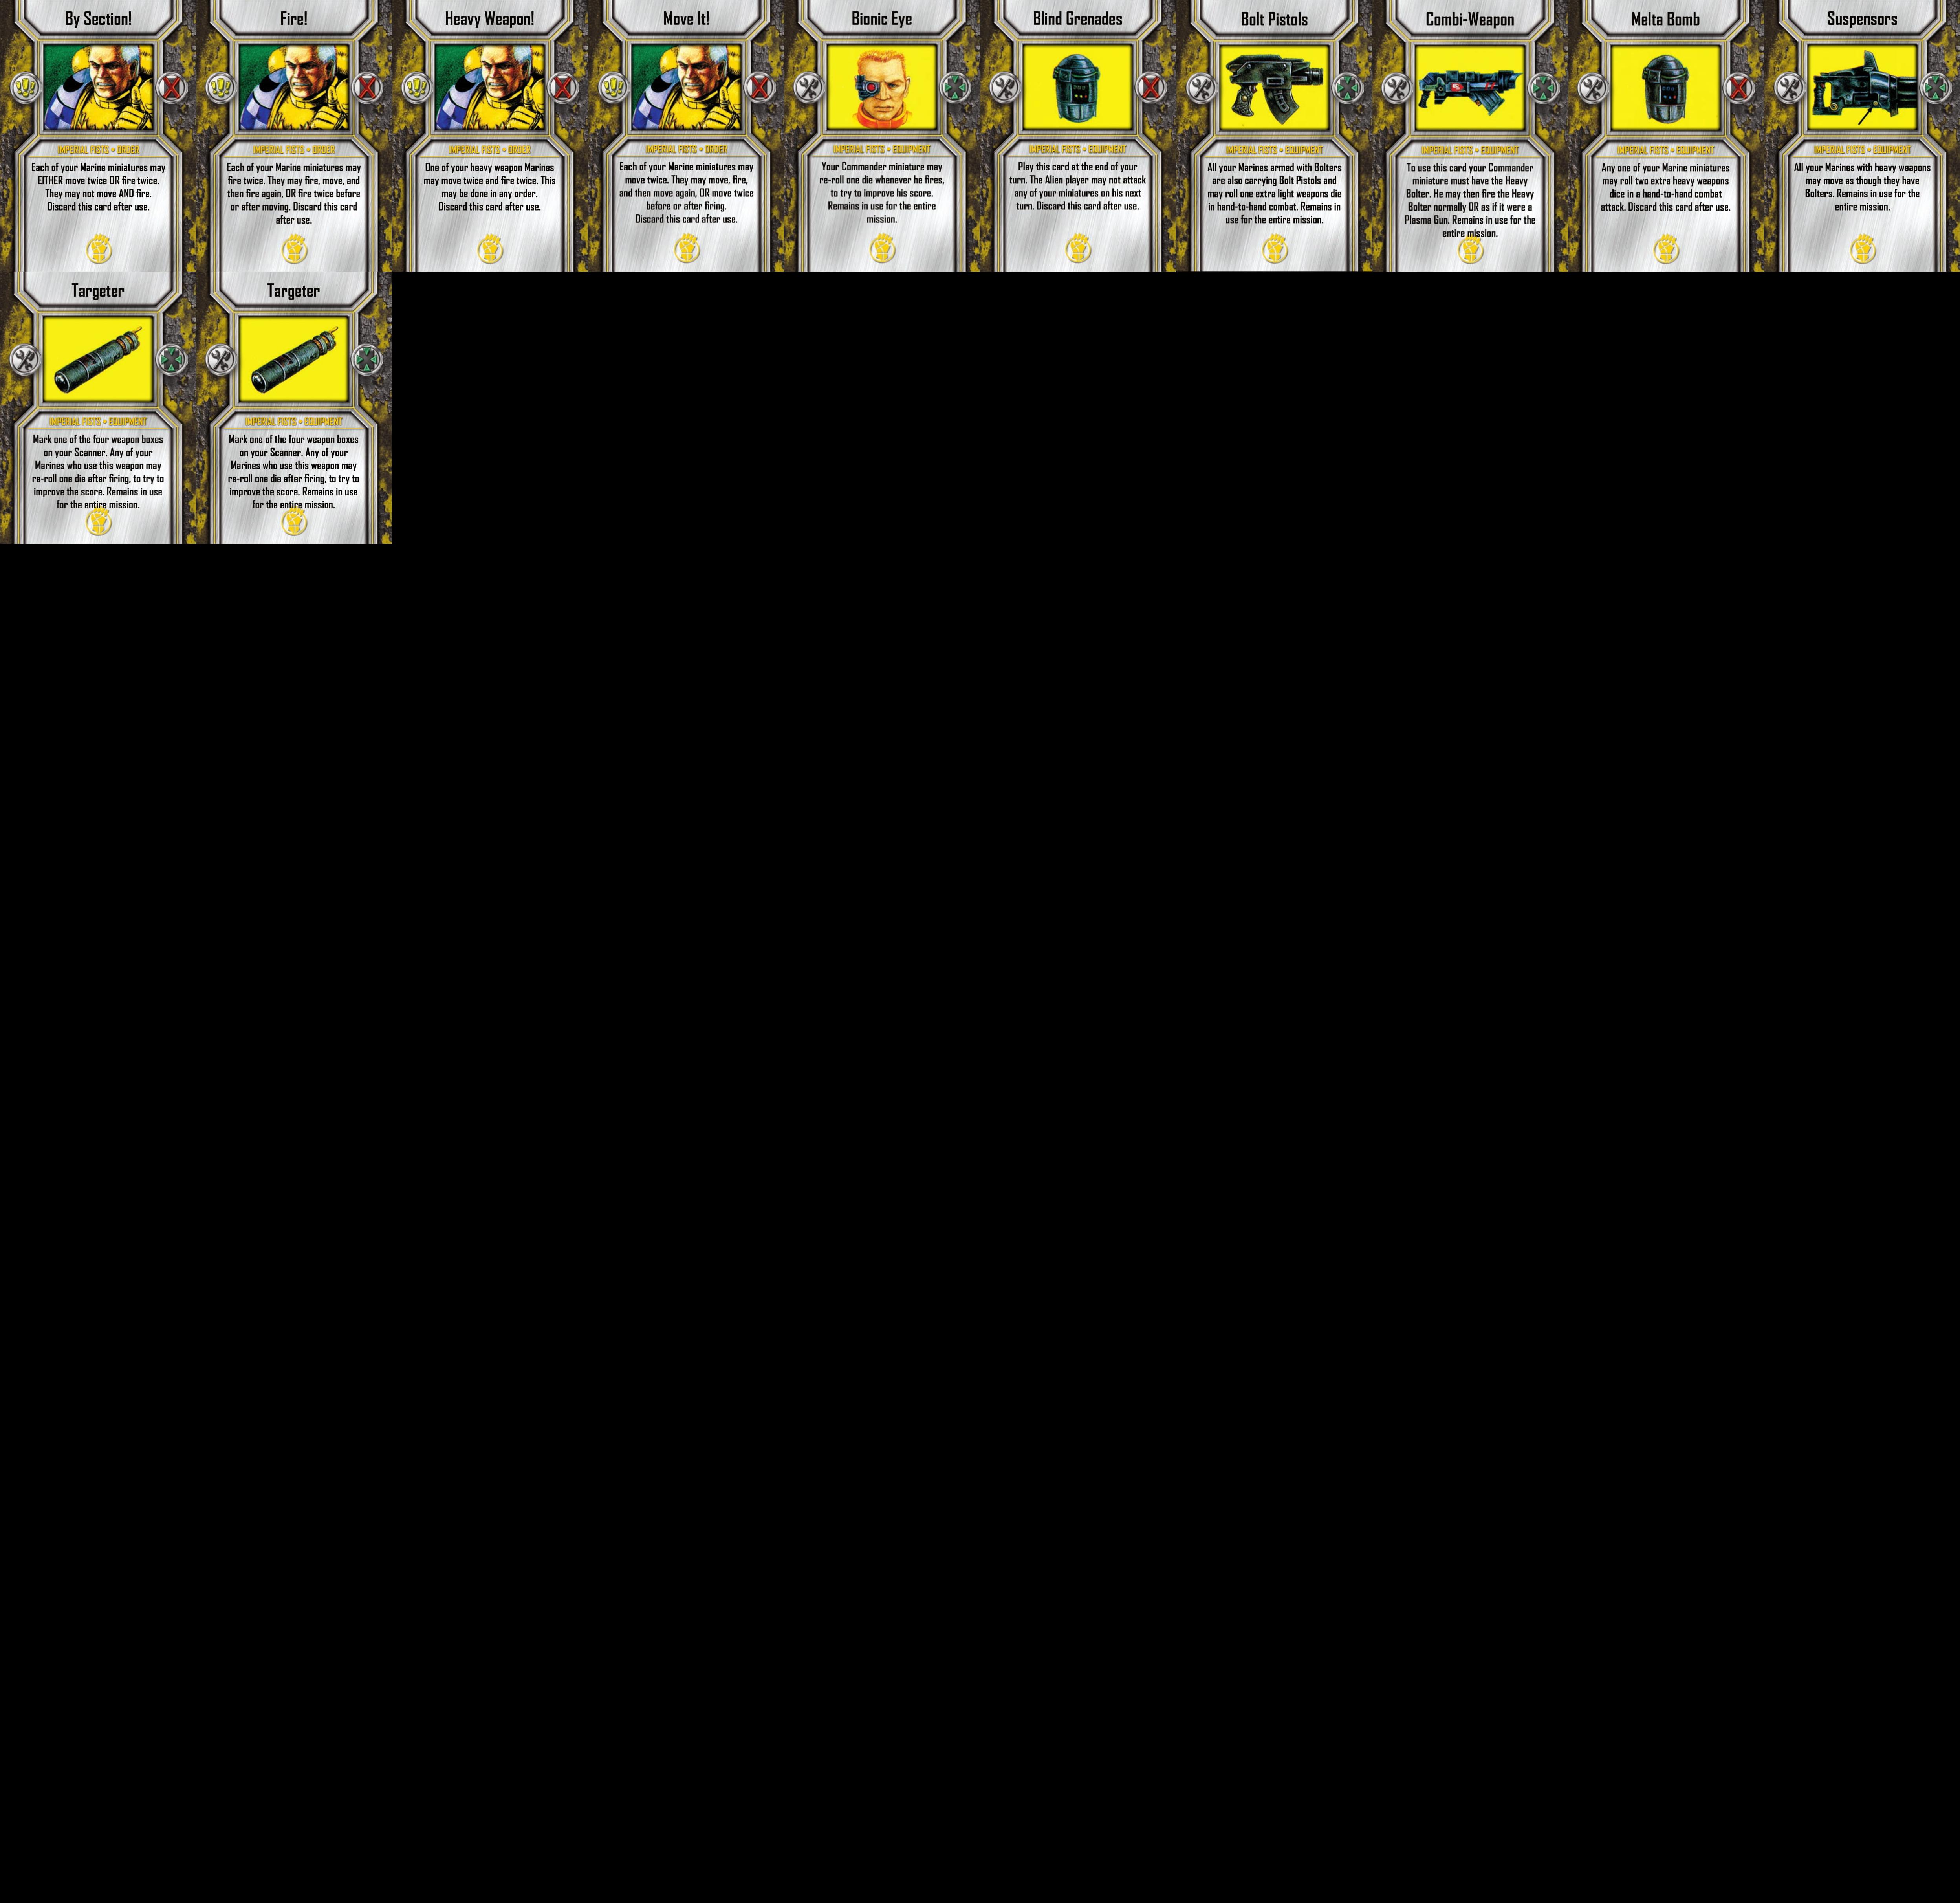 By Section!
IMPERIAL FISTS • ORDER
Each of your Marine miniatures may
EITHER move twice OR fire twice.
They may not move AND fire.
Discard this card after use.
Fire!
IMPERIAL FISTS • ORDER
Each of your Marine miniatures may
fire twice. They may fire, move, and
then fire again, OR fire twice before
or after moving. Discard this card
after use.
Heavy Weapon!
IMPERIAL FISTS • ORDER
One of your heavy weapon Marines
may move twice and fire twice. This
may be done in any order.
Discard this card after use.
Move It!
IMPERIAL FISTS • ORDER
Each of your Marine miniatures may
move twice. They may move, fire,
and then move again, OR move twice
before or after firing.
Discard this card after use.
Bionic Eye
IMPERIAL FISTS • EQUIPMENT
Your Commander miniature may
re-roll one die whenever he fires,
to try to improve his score.
Remains in use for the entire
mission.
Blind Grenades
IMPERIAL FISTS • EQUIPMENT
Play this card at the end of your
turn. The Alien player may not attack
any of your miniatures on his next
turn. Discard this card after use.
Bolt Pistols
IMPERIAL FISTS • EQUIPMENT
All your Marines armed with Bolters
are also carrying Bolt Pistols and
may roll one extra light weapons die
in hand-to-hand combat. Remains in
use for the entire mission.
Combi-Weapon
IMPERIAL FISTS • EQUIPMENT
To use this card your Commander
miniature must have the Heavy
Bolter. He may then fire the Heavy
Bolter normally OR as if it were a
Plasma Gun. Remains in use for the
entire mission.
Melta Bomb
IMPERIAL FISTS • EQUIPMENT
Any one of your Marine miniatures
may roll two extra heavy weapons
dice in a hand-to-hand combat
attack. Discard this card after use.
Suspensors
IMPERIAL FISTS • EQUIPMENT
All your Marines with heavy weapons
may move as though they have
Bolters. Remains in use for the
entire mission.
Targeter
IMPERIAL FISTS • EQUIPMENT
Mark one of the four weapon boxes
on your Scanner. Any of your
Marines who use this weapon may
re-roll one die after firing, to try to
improve the score. Remains in use
for the entire mission.
Targeter
IMPERIAL FISTS • EQUIPMENT
Mark one of the four weapon boxes
on your Scanner. Any of your
Marines who use this weapon may
re-roll one die after firing, to try to
improve the score. Remains in use
for the entire mission.